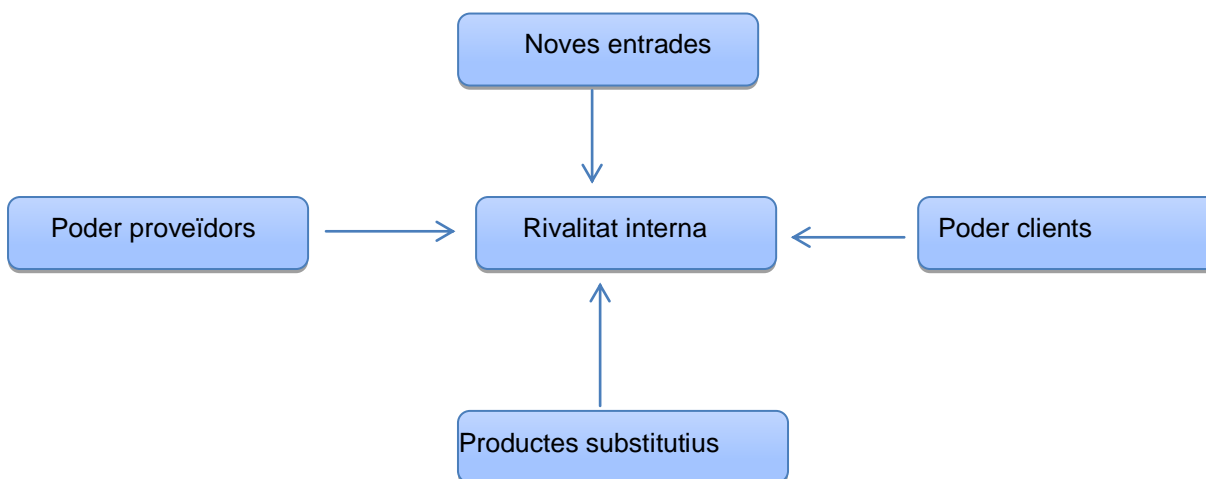 Noves entrades
Poder proveïdors
Rivalitat interna
Poder clients
Productes substitutius